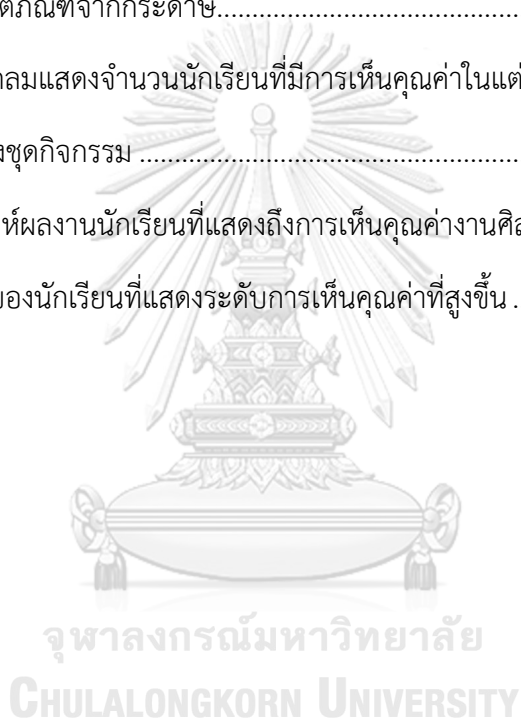 ตภัณฑ์จากกระดาษ.......................................
าลมแสดงจำนวนนักเรียนที่มีการเห็นคุณค่าในแต่
งชุดกิจกรรม .......................................................
ห์ผลงานนักเรียนที่แสดงถึงการเห็นคุณค่างานศิล
ของนักเรียนที่แสดงระดับการเห็นคุณค่าที่สูงขึ้น .
จุฬาลงกรณ์มหาวิทยาลัย
CHULALONGKORN UNIVERSITY